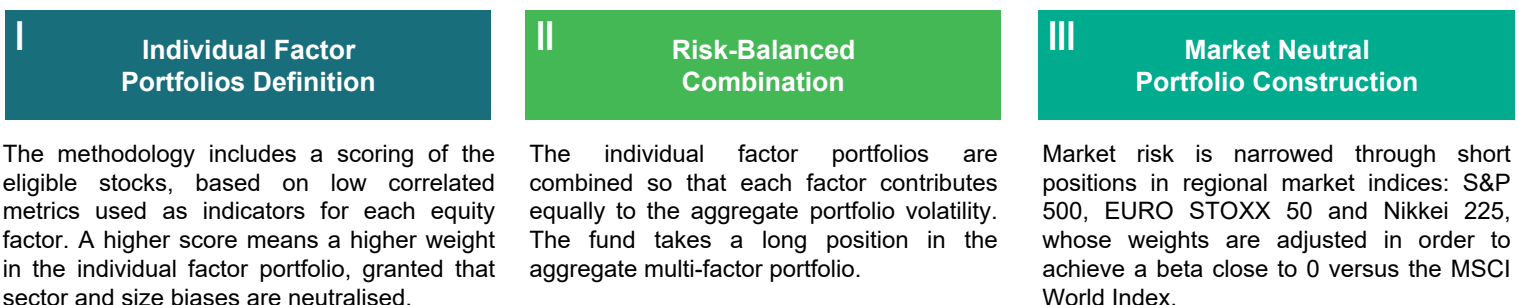 I
Individual Factor
Portfolios Definition
The methodology includes a scoring of the
eligible stocks, based on low correlated
metrics used as indicators for each equity
factor. A higher score means a higher weight
in the individual factor portfolio, granted that
sector and size biases are neutralised.
II
Risk-Balanced
Combination
The individual factor portfolios are
combined so that each factor contributes
equally to the aggregate portfolio volatility.
The fund takes a long position in the
aggregate multi-factor portfolio.
III
Market Neutral
Portfolio Construction
Market risk is narrowed through short
positions in regional market indices: S&P
500, EURO STOXX 50 and Nikkei 225,
whose weights are adjusted in order to
achieve a beta close to 0 versus the MSCI
World Index.